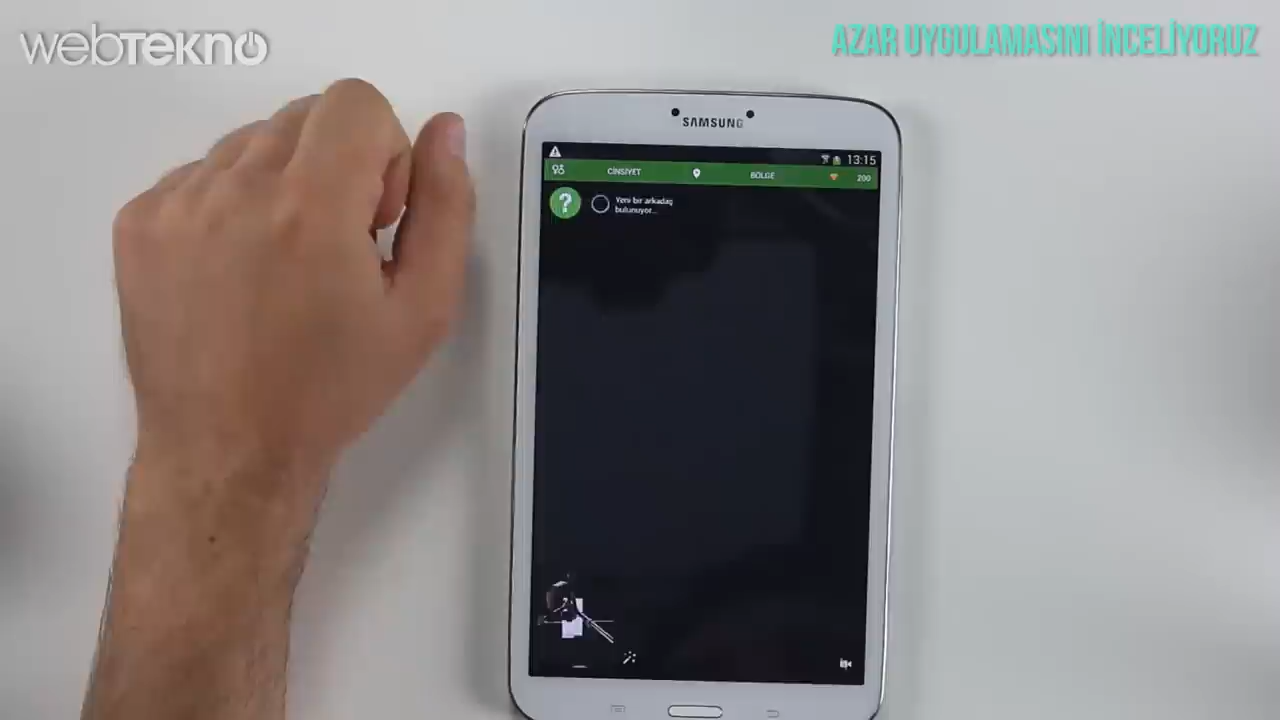 webTEKNO
AZAR UYGULAMASINI İNCELİYORUZ
SAMSUNG
13:15
CİNSİYET
BÖLGE
200
?
Yeni bir arkadaş
bulunuyor...